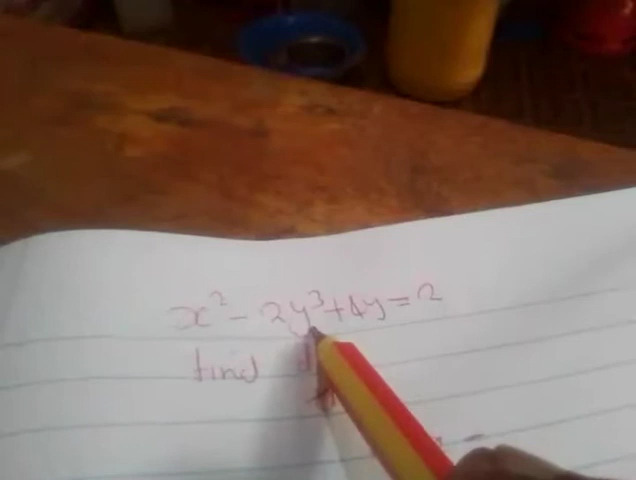 x² - 2y³ + 4y = 2
find